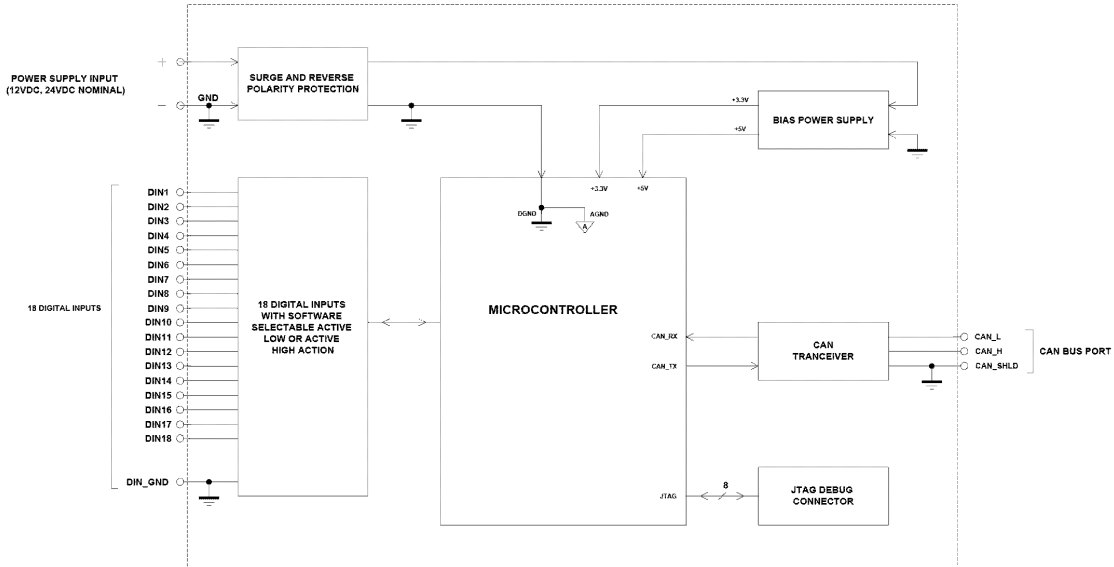 +
POWER SUPPLY INPUT
(12VDC, 24VDC NOMINAL)
−
GND
SURGE AND REVERSE
POLARITY PROTECTION
+3.3V
+5V
BIAS POWER SUPPLY
18 DIGITAL INPUTS
DIN1
DIN2
DIN3
DIN4
DIN5
DIN6
DIN7
DIN8
DIN9
DIN10
DIN11
DIN12
DIN13
DIN14
DIN15
DIN16
DIN17
DIN18
DIN_GND
18 DIGITAL INPUTS
WITH SOFTWARE
SELECTABLE ACTIVE
LOW OR ACTIVE
HIGH ACTION
+3.3V
+5V
DGND
AGND
A
MICROCONTROLLER
CAN_RX
CAN_TX
JTAG
8
CAN
TRANCEIVER
CAN_L
CAN_H
CAN_SHLD
CAN BUS PORT
JTAG DEBUG
CONNECTOR